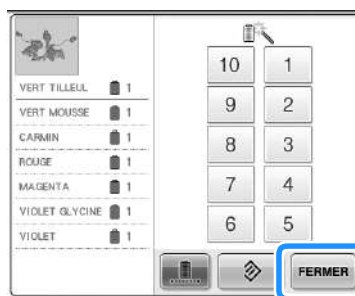 VERT TILLEUL 1
VERT MOUSSE 1
CARMIN 1
ROUGE 1
MAGENTA 1
VIOLET GLYCINE 1
VIOLET 1
10 1
9 2
8 3
7 4
6 5
FERMER